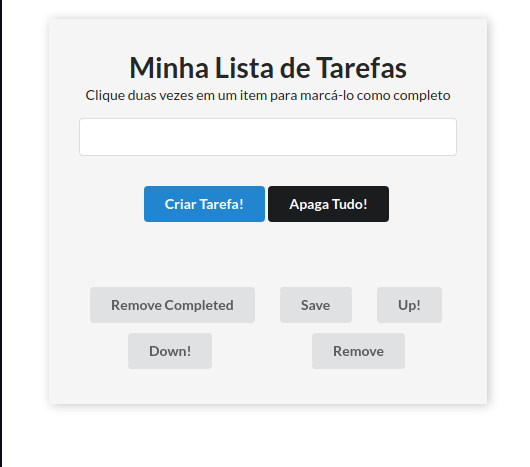 Minha Lista de Tarefas
Clique duas vezes em um item para marcá-lo como completo
Criar Tarefa! Apaga Tudo!
Remove Completed Save Up!
Down! Remove